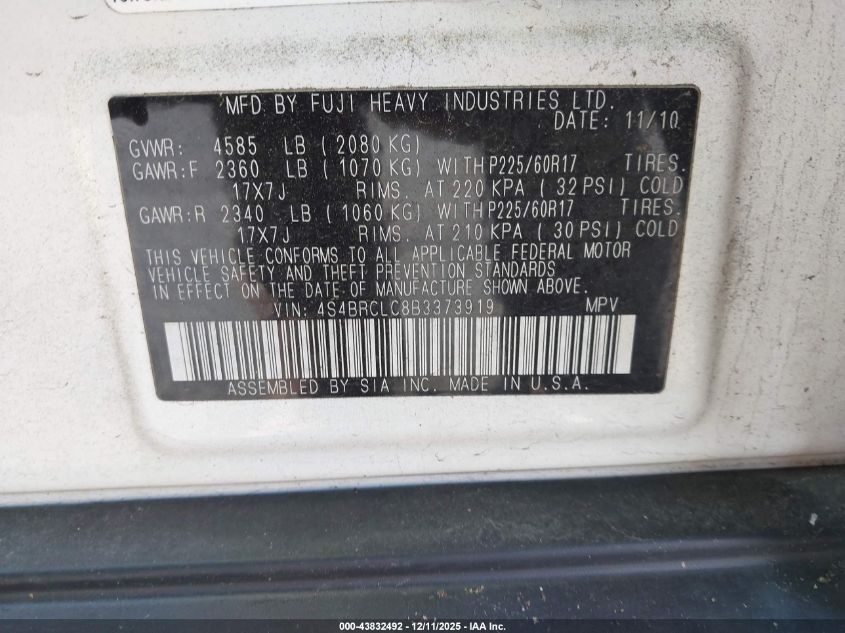 MFD. BY FUJI HEAVY INDUSTRIES LTD.
DATE: 11/10
GVWR: 4585 LB ( 2080 KG)
GAWR:F 2360 LB ( 1070 KG) WITH P225/60R17 TIRES.
17X7J RIMS. AT 220 KPA ( 32 PSI) COLD
GAWR:R 2340 LB ( 1060 KG) WITH P225/60R17 TIRES.
17X7J RIMS. AT 210 KPA ( 30 PSI) COLD
THIS VEHICLE CONFORMS TO ALL APPLICABLE FEDERAL MOTOR
VEHICLE SAFETY AND THEFT PREVENTION STANDARDS
IN EFFECT ON THE DATE OF MANUFACTURE SHOWN ABOVE.
VIN: 4S4BRCLC8B3373919 MPV
ASSEMBLED BY SIA INC. MADE IN U.S.A.
000-43832492 - 12/11/2025 - IAA Inc.